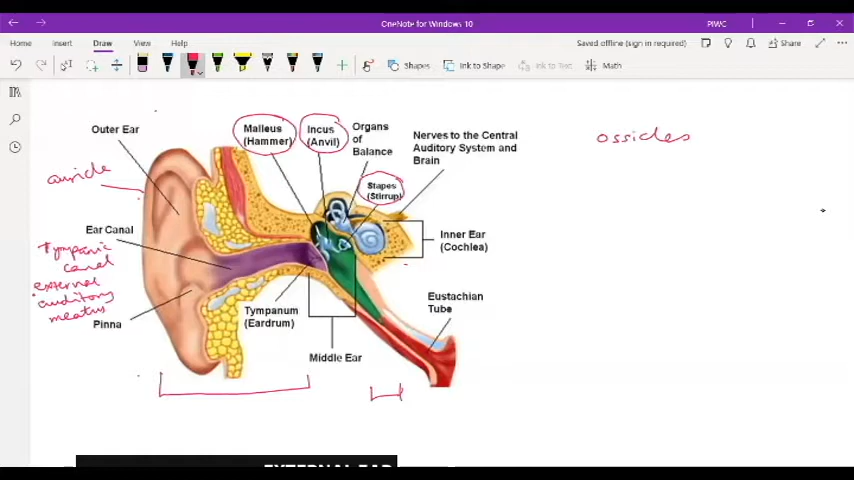 OneNote for Windows 10
PIWC
Home
Insert
Draw
View
Help
Saved offline (sign in required)
Share
Shapes
Ink to Shape
Ink to Text
Math
Outer Ear
Malleus
(Hammer)
Incus
(Anvil)
Organs
of
Balance
Nerves to the Central
Auditory System and
Brain
ossicles
auricle
Stapes
(Stirrup)
Ear Canal
Tympanic
canal
external
auditory
meatus
Inner Ear
(Cochlea)
Pinna
Tympanum
(Eardrum)
Eustachian
Tube
Middle Ear
EXTERNAL EAR